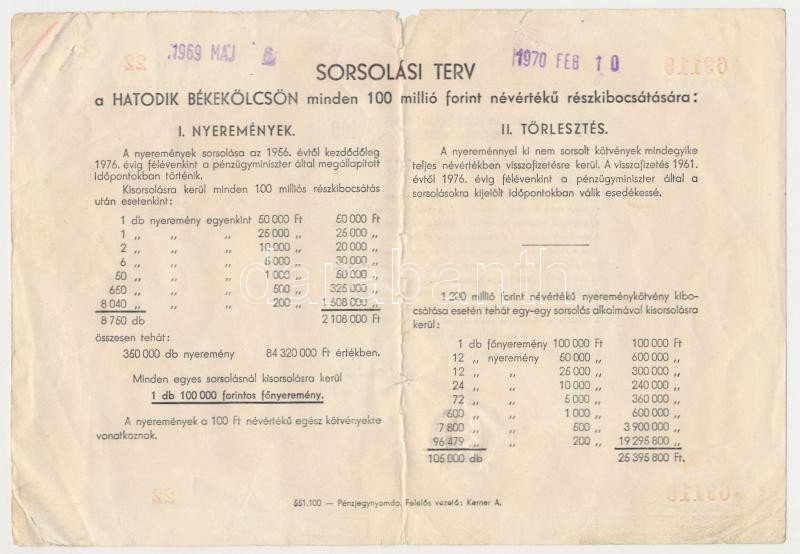 1969 MÁJ 6
1970 FEB 10
SORSOLÁSI TERV
a HATODIK BÉKEKÖLCSÖN minden 100 millió forint névértékű részkibocsátására:
I. NYEREMÉNYEK.
A nyeremények sorsolása az 1956. évtől kezdődőleg
1976. évig félévenkint a pénzügyminiszter által megállapított
időpontokban történik.
Kisorsolásra kerül minden 100 milliós részkibocsátás
után esetenkint:
1 db nyeremény egyenkint 50 000 Ft 50 000 Ft
1 „ „ „ 25 000 „ 25 000 „
2 „ „ „ 10 000 „ 20 000 „
6 „ „ „ 5 000 „ 30 000 „
50 „ „ „ 1 000 „ 50 000 „
650 „ „ „ 500 „ 325 000 „
8 040 „ „ „ 200 „ 1 608 000 „
8 750 db 2 108 000 Ft
összesen tehát:
350 000 db nyeremény 84 320 000 Ft értékben.
Minden egyes sorsolásnál kisorsolásra kerül
1 db 100 000 forintos főnyeremény.
A nyeremények a 100 Ft névértékű egész kötvényekre
vonatkoznak.
II. TÖRLESZTÉS.
A nyereménnyel ki nem sorsolt kötvények mindegyike
teljes névértékben visszafizetésre kerül. A visszafizetés 1961.
évtől 1976. évig félévenkint a pénzügyminiszter által a
sorsolásokra kijelölt időpontokban válik esedékessé.
1.200 millió forint névértékű nyereménykötvény kibo-
csátása esetén tehát egy-egy sorsolás alkalmával kisorsolásra
kerül:
1 db főnyeremény 100 000 Ft 100 000 Ft
12 „ nyeremény 50 000 „ 600 000 „
12 „ „ 25 000 „ 300 000 „
24 „ „ 10 000 „ 240 000 „
72 „ „ 5 000 „ 360 000 „
600 „ „ 1 000 „ 600 000 „
7 800 „ „ 500 „ 3 900 000 „
96 479 „ „ 200 „ 19 295 800 „
105 000 db 25 395 800 Ft.
551.100 — Pénzjegynyomda. Felelős vezető: Kerner A.
darabanth